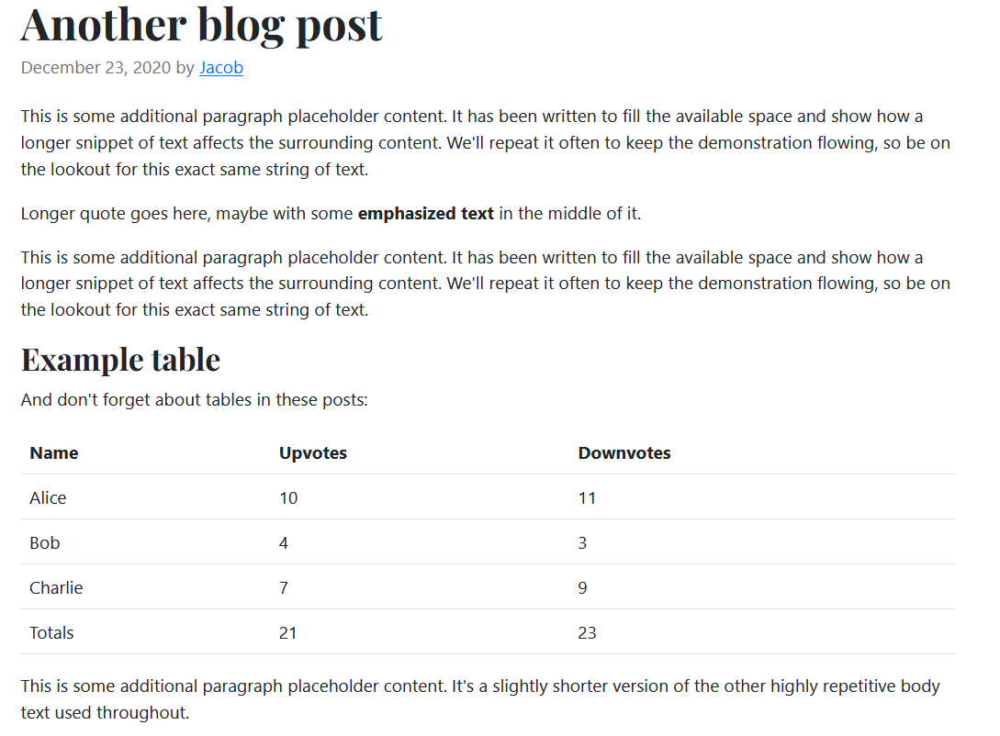 Another blog post
December 23, 2020 by Jacob
This is some additional paragraph placeholder content. It has been written to fill the available space and show how a
longer snippet of text affects the surrounding content. We'll repeat it often to keep the demonstration flowing, so be on
the lookout for this exact same string of text.
Longer quote goes here, maybe with some emphasized text in the middle of it.
This is some additional paragraph placeholder content. It has been written to fill the available space and show how a
longer snippet of text affects the surrounding content. We'll repeat it often to keep the demonstration flowing, so be on
the lookout for this exact same string of text.
Example table
And don't forget about tables in these posts:
Name Upvotes Downvotes
Alice 10 11
Bob 4 3
Charlie 7 9
Totals 21 23
This is some additional paragraph placeholder content. It's a slightly shorter version of the other highly repetitive body
text used throughout.